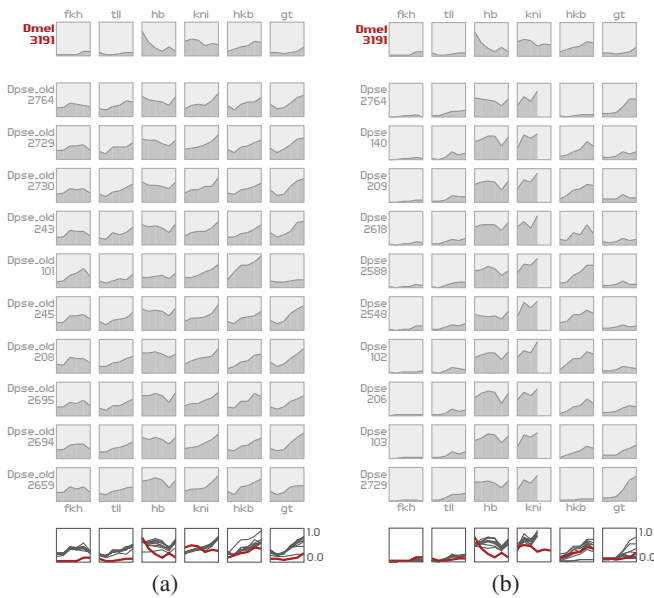 fkh tll hb kni hkb gt
Dmel
3191
Dpse_old
2764
Dpse_old
2729
Dpse_old
2730
Dpse_old
243
Dpse_old
101
Dpse_old
245
Dpse_old
208
Dpse_old
2695
Dpse_old
2694
Dpse_old
2659
fkh tll hb kni hkb gt
1.0
0.0
(a)
fkh tll hb kni hkb gt
Dmel
3191
Dpse
2764
Dpse
140
Dpse
209
Dpse
2618
Dpse
2588
Dpse
2548
Dpse
102
Dpse
206
Dpse
103
Dpse
2729
fkh tll hb kni hkb gt
1.0
0.0
(b)